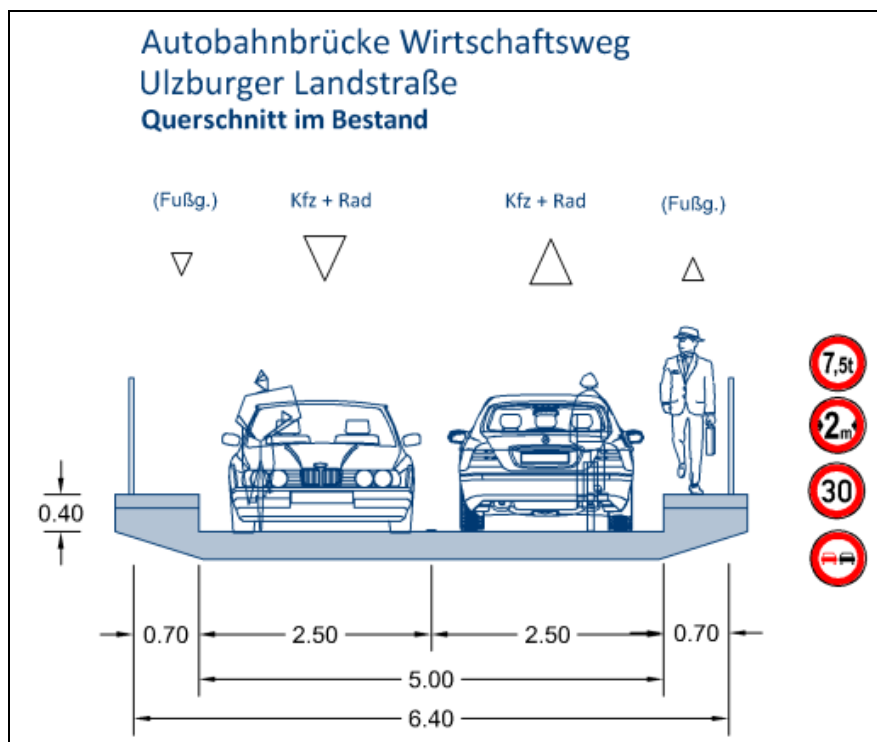 Autobahnbrücke Wirtschaftsweg
Ulzburger Landstraße
Querschnitt im Bestand
(Fußg.) Kfz + Rad Kfz + Rad (Fußg.)
7,5t
2m
30
0.40
0.70 2.50 2.50 0.70
5.00
6.40